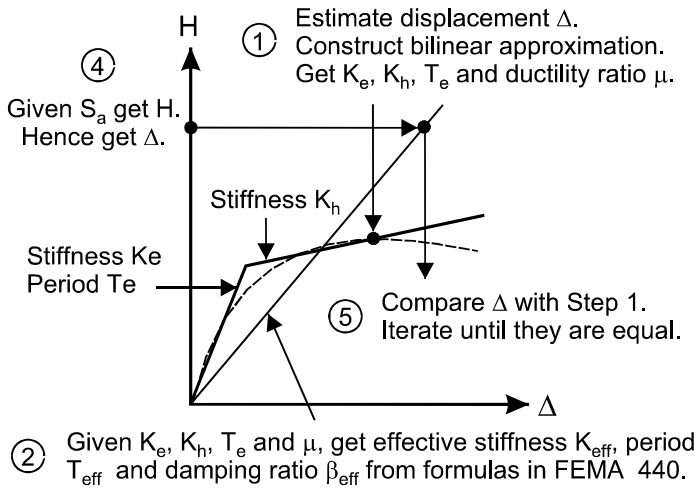 H
① Estimate displacement Δ.
Construct bilinear approximation.
Get Ke, Kh, Te and ductility ratio μ.
④
Given Sa get H.
Hence get Δ.
Stiffness Kh
Stiffness Ke
Period Te
⑤ Compare Δ with Step 1.
Iterate until they are equal.
Δ
② Given Ke, Kh, Te and μ, get effective stiffness Keff, period
Teff and damping ratio βeff from formulas in FEMA 440.